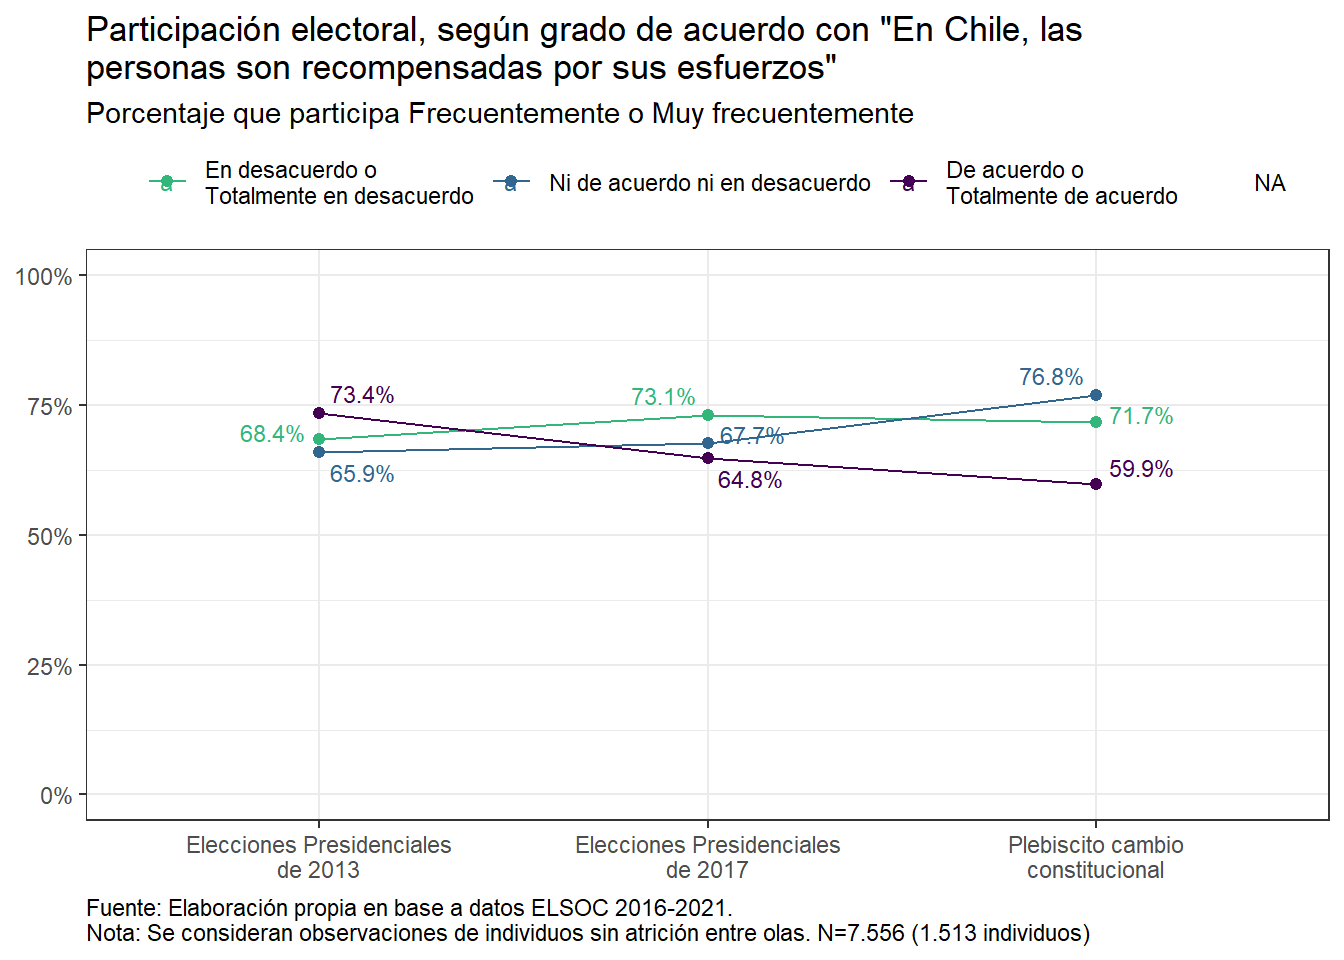 Participación electoral, según grado de acuerdo con "En Chile, las
personas son recompensadas por sus esfuerzos"
Porcentaje que participa Frecuentemente o Muy frecuentemente
a En desacuerdo o
Totalmente en desacuerdo
a Ni de acuerdo ni en desacuerdo
a De acuerdo o
Totalmente de acuerdo
NA
100%
75%
50%
25%
0%
73.4%
68.4%
65.9%
73.1%
67.7%
64.8%
76.8%
71.7%
59.9%
Elecciones Presidenciales
de 2013
Elecciones Presidenciales
de 2017
Plebiscito cambio
constitucional
Fuente: Elaboración propia en base a datos ELSOC 2016-2021.
Nota: Se consideran observaciones de individuos sin atrición entre olas. N=7.556 (1.513 individuos)